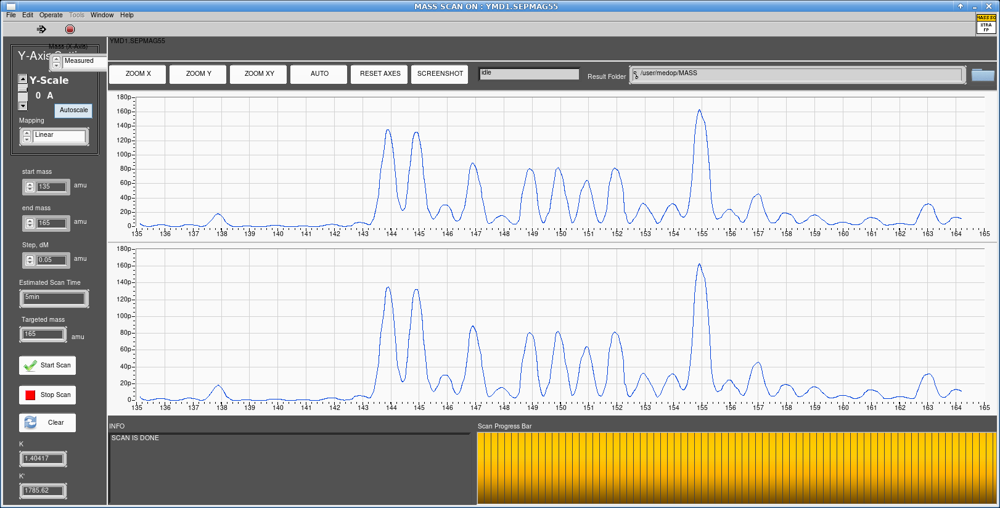 MASS SCAN ON : YMD1.SEPMAG55
File Edit Operate Tools Window Help
MASS SC
XTRA
FP
Mass (X-Axis)
Y-Axis
Measured
Y-Scale
0 A
Autoscale
Mapping
Linear
start mass
135 amu
end mass
165 amu
Step, dM
0.05 amu
Estimated Scan Time
5min
Targeted mass
165 amu
Start Scan
Stop Scan
Clear
K
1.40417
K'
1785.62
YMD1.SEPMAG55
ZOOM X ZOOM Y ZOOM XY AUTO RESET AXES SCREENSHOT idle Result Folder /user/medop/MASS
180p
160p
140p
120p
100p
80p
60p
40p
20p
0
135 136 137 138 139 140 141 142 143 144 145 146 147 148 149 150 151 152 153 154 155 156 157 158 159 160 161 162 163 164 165
180p
160p
140p
120p
100p
80p
60p
40p
20p
0
135 136 137 138 139 140 141 142 143 144 145 146 147 148 149 150 151 152 153 154 155 156 157 158 159 160 161 162 163 164 165
INFO
SCAN IS DONE
Scan Progress Bar